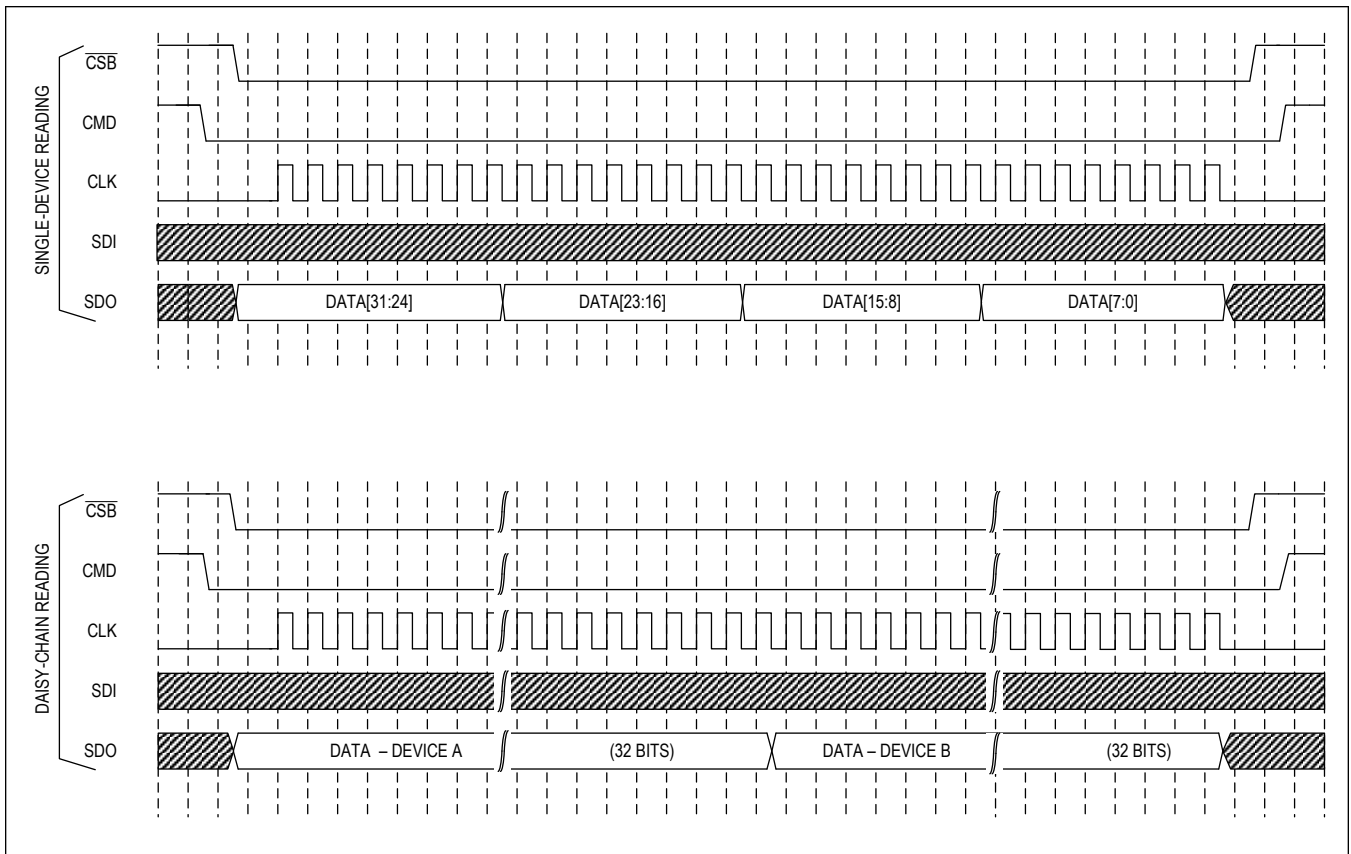 SINGLE-DEVICE READING
CSB
CMD
CLK
SDI
SDO
DATA[31:24]
DATA[23:16]
DATA[15:8]
DATA[7:0]
DAISY-CHAIN READING
CSB
CMD
CLK
SDI
SDO
DATA – DEVICE A
(32 BITS)
DATA – DEVICE B
(32 BITS)